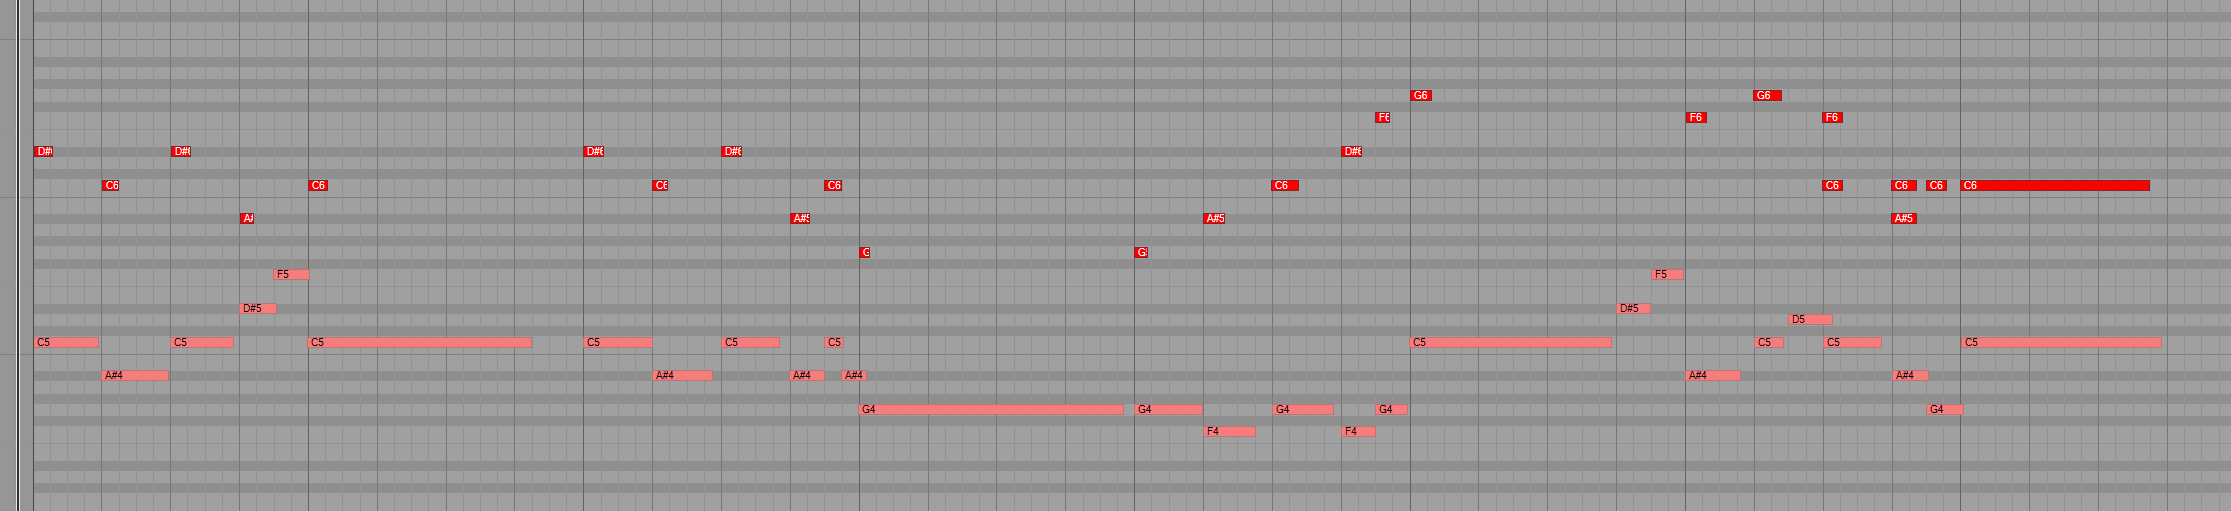 G6 G6
F6 F6 F6
D# D#6 D#6 D#6 D#6
C6 C6 C6 C6 C6 C6 C6 C6 C6
A# A#5 A#5 A#5
G G
F5 F5
D#5 D#5
D5
C5 C5 C5 C5 C5 C5 C5 C5 C5 C5
A#4 A#4 A#4 A#4 A#4 A#4
G4 G4 G4 G4 G4
F4 F4